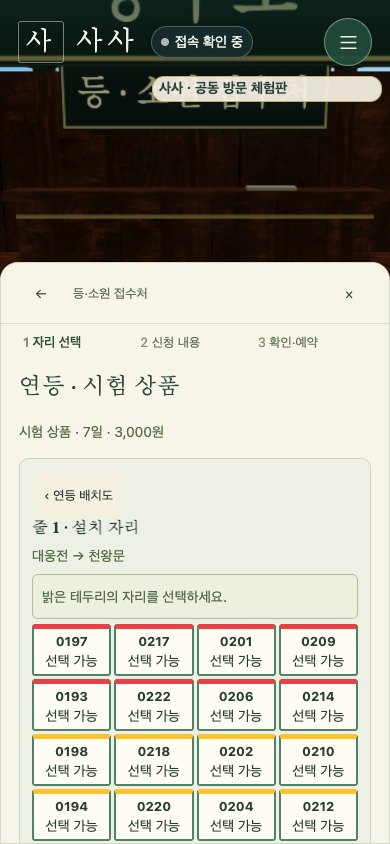 사 사사 접속 확인 중
사사 · 공동 방문 체험판
등 · 소
← 등·소원 접수처 ×
1 자리 선택 2 신청 내용 3 확인·예약
연등 · 시험 상품
시험 상품 · 7일 · 3,000원
‹ 연등 배치도
줄 1 · 설치 자리
대웅전 → 천왕문
밝은 테두리의 자리를 선택하세요.
0197 0217 0201 0209
선택 가능 선택 가능 선택 가능 선택 가능
0193 0222 0206 0214
선택 가능 선택 가능 선택 가능 선택 가능
0198 0218 0202 0210
선택 가능 선택 가능 선택 가능 선택 가능
0194 0220 0204 0212
선택 가능 선택 가능 선택 가능 선택 가능